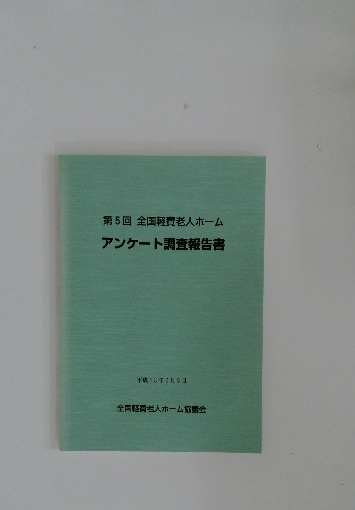 第5回 全国軽費老人ホーム
アンケート調査報告書
全国軽費老人ホーム協議会